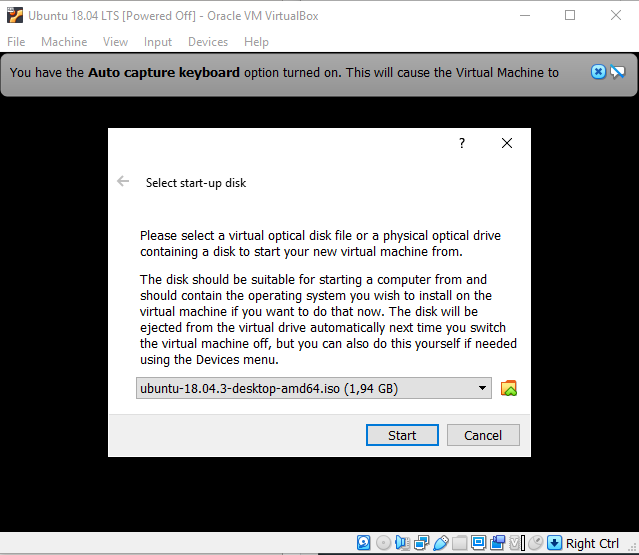 Ubuntu 18.04 LTS [Powered Off] - Oracle VM VirtualBox
File Machine View Input Devices Help
You have the Auto capture keyboard option turned on. This will cause the Virtual Machine to
?
Select start-up disk
Please select a virtual optical disk file or a physical optical drive
containing a disk to start your new virtual machine from.
The disk should be suitable for starting a computer from and
should contain the operating system you wish to install on the
virtual machine if you want to do that now. The disk will be
ejected from the virtual drive automatically next time you switch
the virtual machine off, but you can also do this yourself if needed
using the Devices menu.
ubuntu-18.04.3-desktop-amd64.iso (1,94 GB)
Start Cancel
Right Ctrl